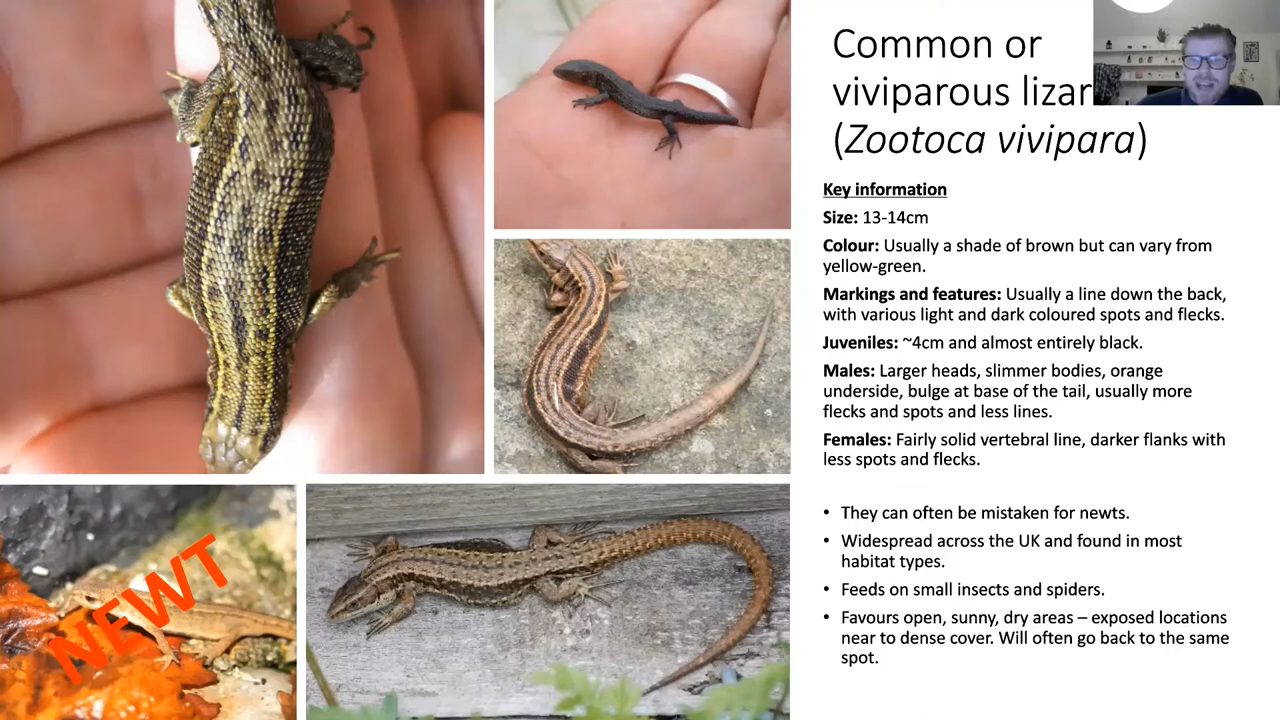 Common or
viviparous lizar
(Zootoca vivipara)
Key information
Size: 13-14cm
Colour: Usually a shade of brown but can vary from
yellow-green.
Markings and features: Usually a line down the back,
with various light and dark coloured spots and flecks.
Juveniles: ~4cm and almost entirely black.
Males: Larger heads, slimmer bodies, orange
underside, bulge at base of the tail, usually more
flecks and spots and less lines.
Females: Fairly solid vertebral line, darker flanks with
less spots and flecks.
• They can often be mistaken for newts.
• Widespread across the UK and found in most
habitat types.
• Feeds on small insects and spiders.
• Favours open, sunny, dry areas – exposed locations
near to dense cover. Will often go back to the same
spot.
NEWT